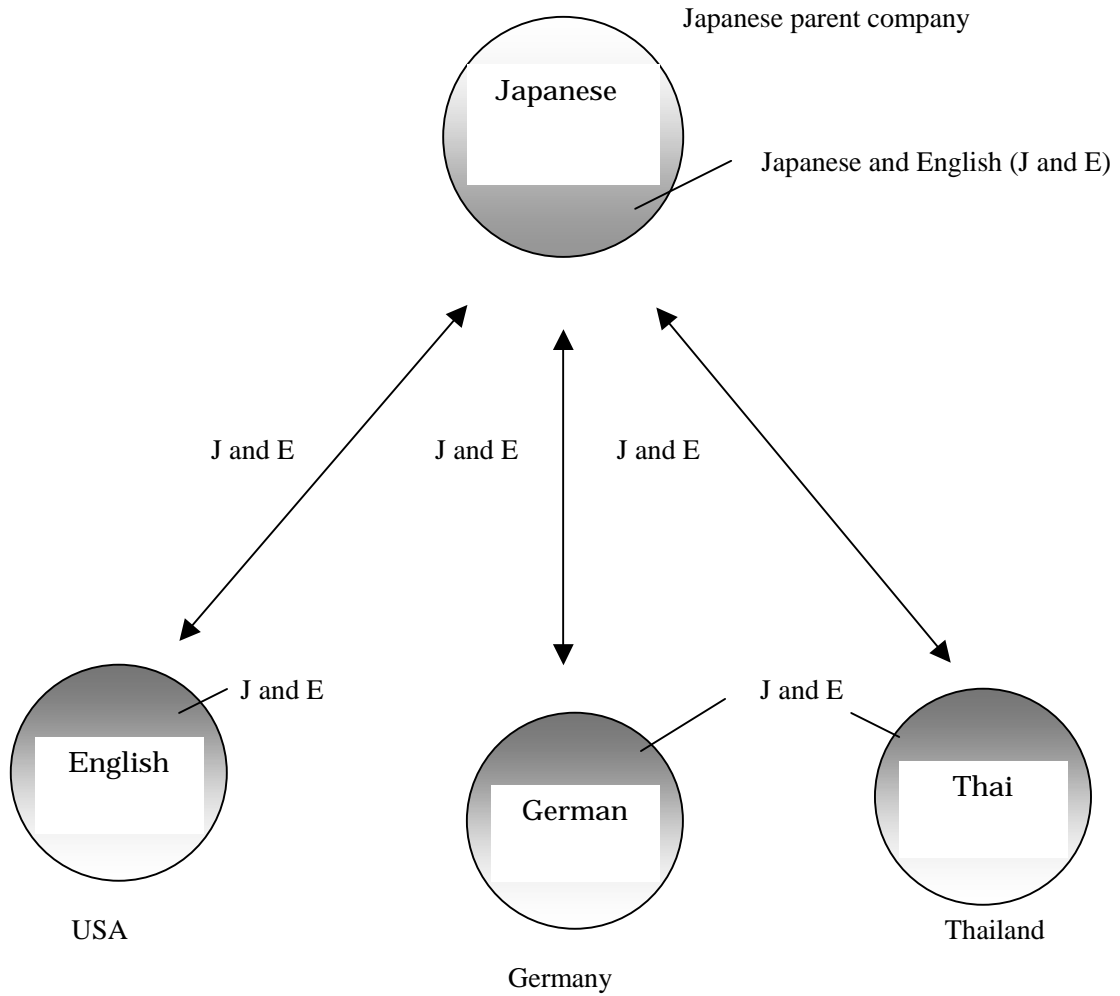 Japanese parent company
Japanese
Japanese and English (J and E)
J and E
J and E
J and E
J and E
J and E
English
German
Thai
USA
Thailand
Germany